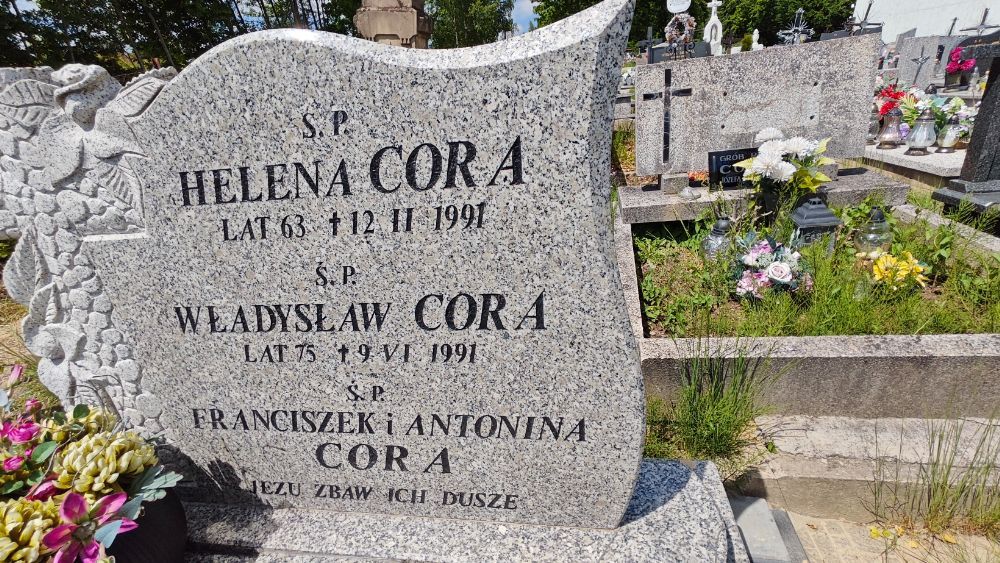 Ś.P.
HELENA CORA
LAT 63 ✝ 12 II 1991
Ś.P.
WŁADYSŁAW CORA
LAT 75 ✝ 9 VI 1991
Ś.P.
FRANCISZEK i ANTONINA
CORA
JEZU ZBAW ICH DUSZE
GRÓB